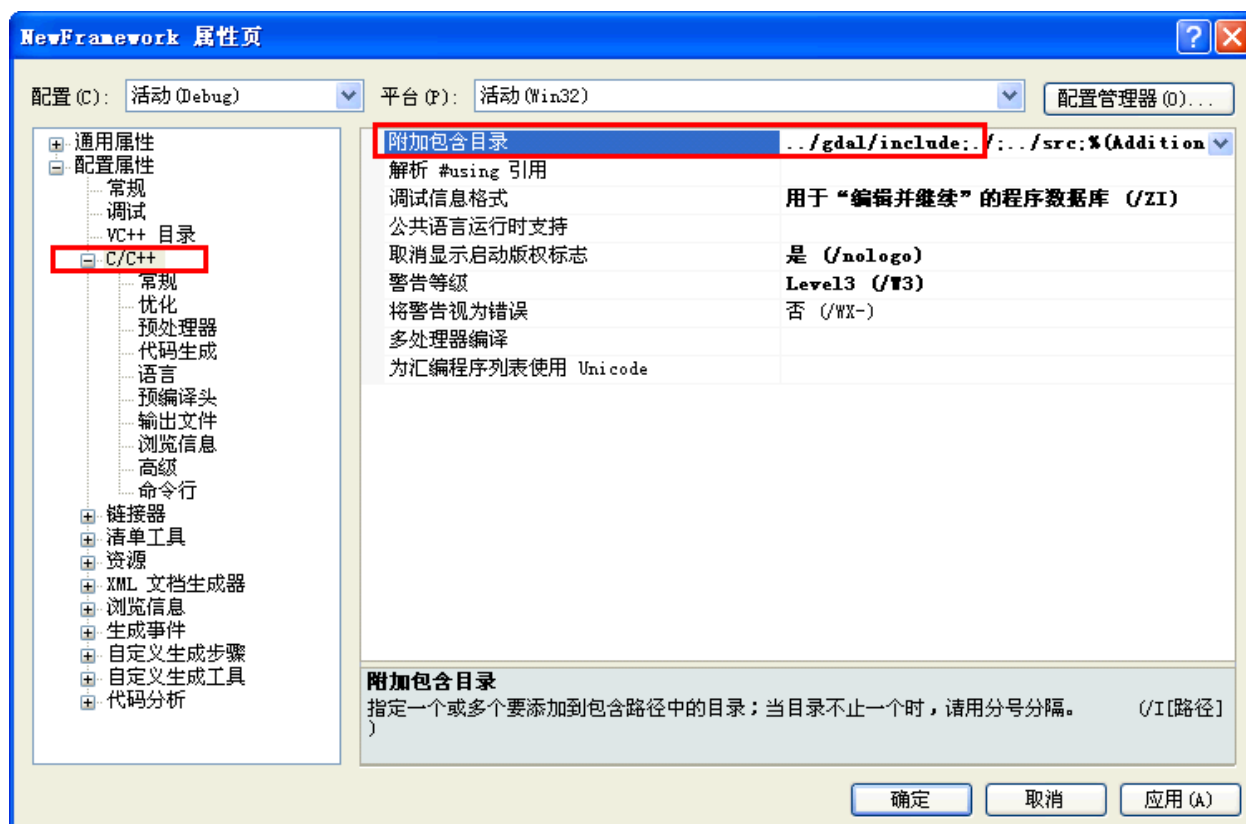 NewFramework 属性页
配置(C): 活动(Debug) 平台(P): 活动(Win32) 配置管理器(O)...
通用属性
配置属性
常规
调试
VC++ 目录
C/C++
常规
优化
预处理器
代码生成
语言
预编译头
输出文件
浏览信息
高级
命令行
链接器
清单工具
资源
XML 文档生成器
浏览信息
生成事件
自定义生成步骤
自定义生成工具
代码分析
附加包含目录 ../gdal/include;./;../src;%(Addition
解析 #using 引用
调试信息格式 用于“编辑并继续”的程序数据库 (/ZI)
公共语言运行时支持
取消显示启动版权标志 是 (/nologo)
警告等级 Level3 (/W3)
将警告视为错误 否 (/WX-)
多处理器编译
为汇编程序列表使用 Unicode
附加包含目录
指定一个或多个要添加到包含路径中的目录;当目录不止一个时,请用分号分隔。 (/I[路径]
)
确定 取消 应用(A)